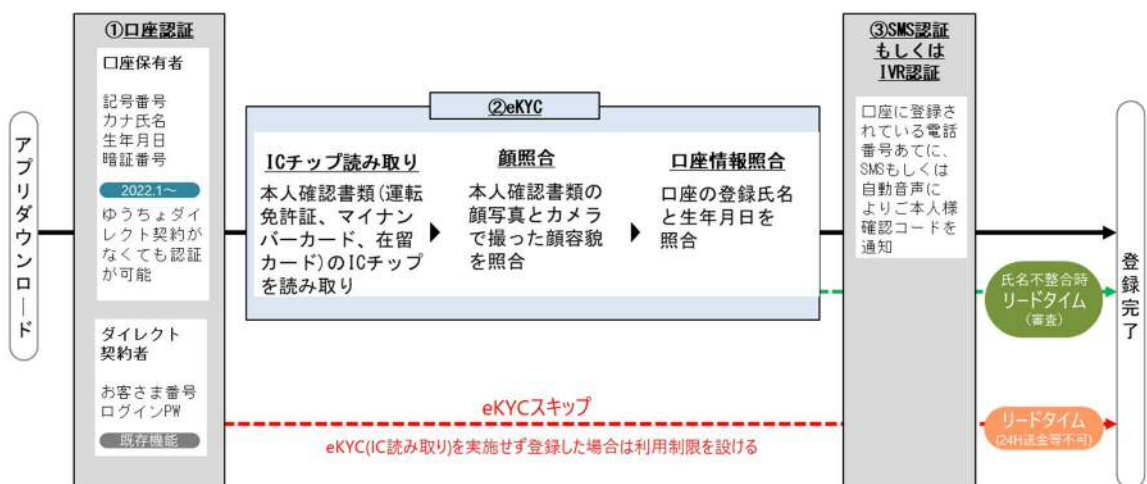 アプリダウンロード
①口座認証
口座保有者
記号番号
カナ氏名
生年月日
暗証番号
2022.1～
ゆうちょダイ
レクト契約が
なくても認証
が可能
ダイレクト
契約者
お客さま番号
ログインPW
既存機能
②eKYC
ICチップ読み取り
本人確認書類(運転
免許証、マイナン
バーカード、在留
カード)のICチップ
を読み取り
顔照合
本人確認書類の
顔写真とカメラ
で撮った顔容貌
を照合
口座情報照合
口座の登録氏名
と生年月日を
照合
eKYCスキップ
eKYC(IC読み取り)を実施せず登録した場合は利用制限を設ける
③SMS認証
もしくは
IVR認証
口座に登録さ
れている電話
番号あてに、
SMSもしくは
自動音声に
よりご本人様
確認コードを
通知
氏名不整合時
リードタイム
(審査)
リードタイム
(24H送金等不可)
登録完了